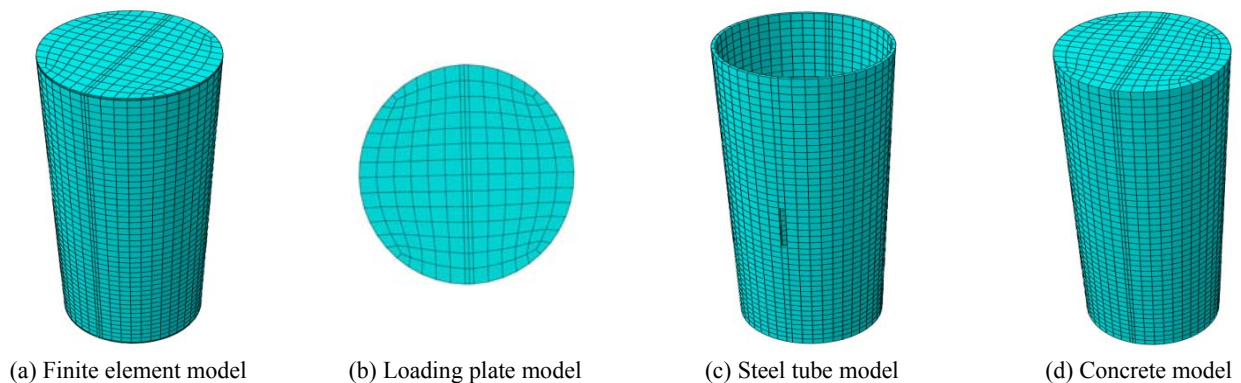 (a) Finite element model
(b) Loading plate model
(c) Steel tube model
(d) Concrete model